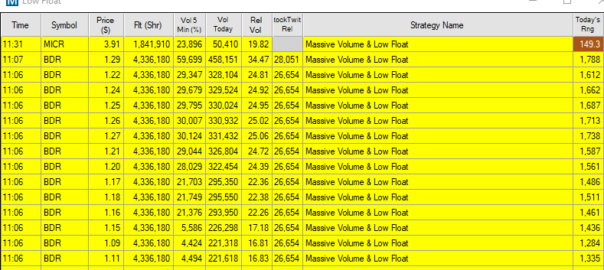 Low Float
Time Symbol Price ($) Flt (Shr) Vol 5 Min (%) Vol Today Rel Vol tockTwit Rel Strategy Name Today's Rng
11:31 MICR 3.91 1,841,910 23,896 50,410 19.82 Massive Volume & Low Float 149.3
11:07 BDR 1.29 4,336,180 59,699 458,151 34.47 28,051 Massive Volume & Low Float 1,788
11:06 BDR 1.22 4,336,180 29,347 328,104 24.81 26,654 Massive Volume & Low Float 1,612
11:06 BDR 1.24 4,336,180 29,679 329,524 24.92 26,654 Massive Volume & Low Float 1,662
11:06 BDR 1.25 4,336,180 29,795 330,024 24.95 26,654 Massive Volume & Low Float 1,687
11:06 BDR 1.26 4,336,180 30,007 330,932 25.02 26,654 Massive Volume & Low Float 1,713
11:06 BDR 1.27 4,336,180 30,124 331,432 25.06 26,654 Massive Volume & Low Float 1,738
11:06 BDR 1.21 4,336,180 29,044 326,804 24.72 26,654 Massive Volume & Low Float 1,587
11:06 BDR 1.20 4,336,180 28,029 322,454 24.39 26,654 Massive Volume & Low Float 1,561
11:06 BDR 1.17 4,336,180 21,703 295,350 22.36 26,654 Massive Volume & Low Float 1,486
11:06 BDR 1.18 4,336,180 21,749 295,550 22.38 26,654 Massive Volume & Low Float 1,511
11:06 BDR 1.16 4,336,180 21,376 293,950 22.26 26,654 Massive Volume & Low Float 1,461
11:06 BDR 1.15 4,336,180 5,586 226,298 17.18 26,654 Massive Volume & Low Float 1,436
11:06 BDR 1.09 4,336,180 4,424 221,318 16.81 26,654 Massive Volume & Low Float 1,284
11:06 BDR 1.11 4,336,180 4,494 221,618 16.83 26,654 Massive Volume & Low Float 1,335